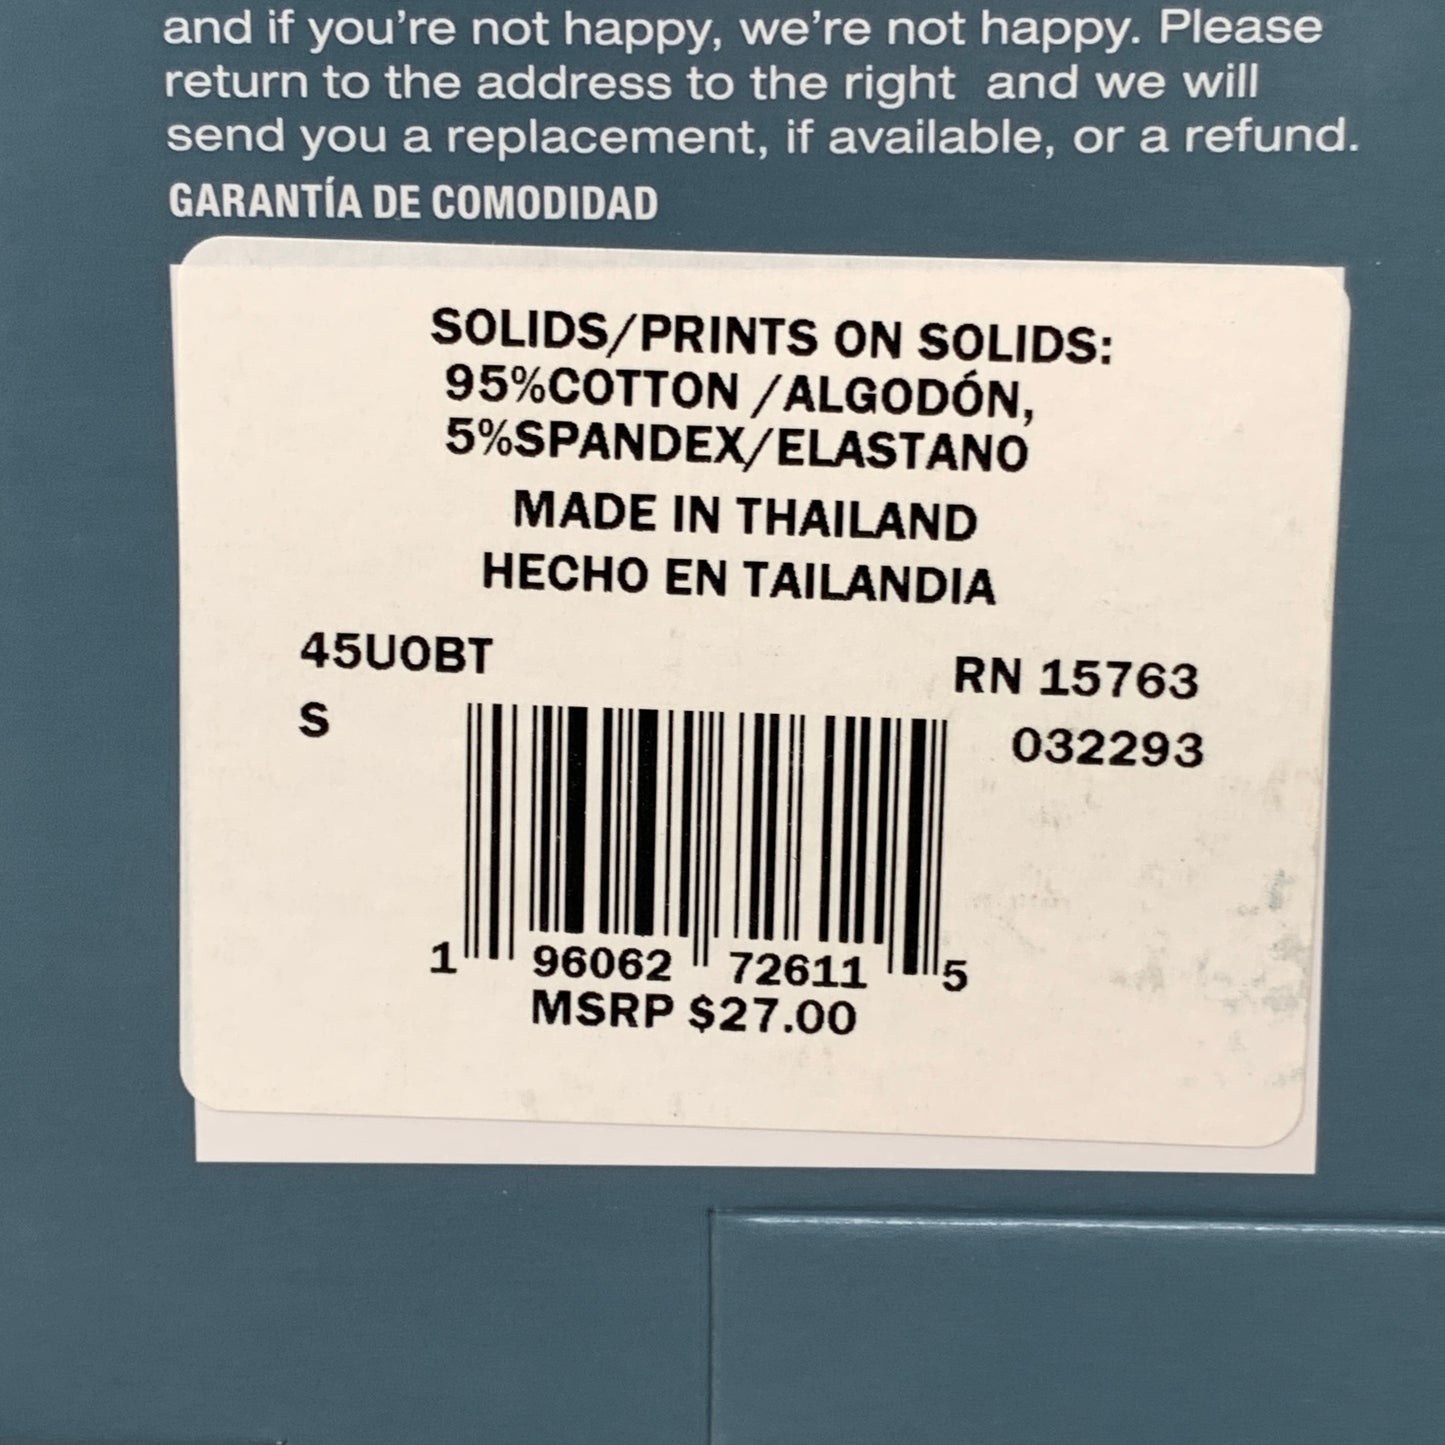 and if you're not happy, we're not happy. Please
return to the address to the right and we will
send you a replacement, if available, or a refund.
GARANTÍA DE COMODIDAD
SOLIDS/PRINTS ON SOLIDS:
95%COTTON /ALGODÓN,
5%SPANDEX/ELASTANO
MADE IN THAILAND
HECHO EN TAILANDIA
45U0BT
RN 15763
S
032293
1 96062 72611 5
MSRP $27.00